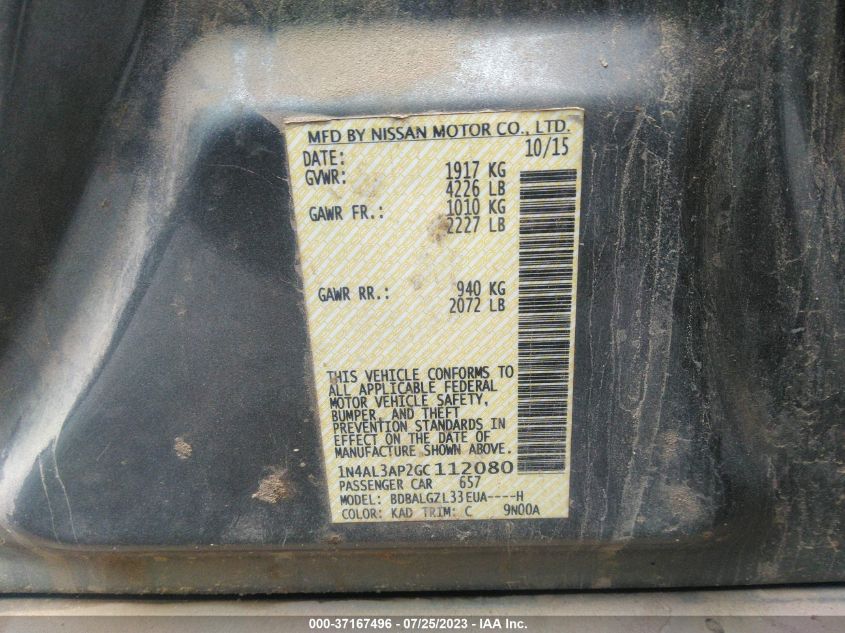 MFD BY NISSAN MOTOR CO., LTD.
DATE: 10/15
GVWR: 1917 KG
4226 LB
GAWR FR.: 1010 KG
2227 LB
GAWR RR.: 940 KG
2072 LB
THIS VEHICLE CONFORMS TO
ALL APPLICABLE FEDERAL
MOTOR VEHICLE SAFETY,
BUMPER, AND THEFT
PREVENTION STANDARDS IN
EFFECT ON THE DATE OF
MANUFACTURE SHOWN ABOVE.
1N4AL3AP2GC112080
PASSENGER CAR 657
MODEL: BDBALGZL33EUA----H
COLOR: KAD TRIM: C 9N00A
000-37167496 - 07/25/2023 - IAA Inc.